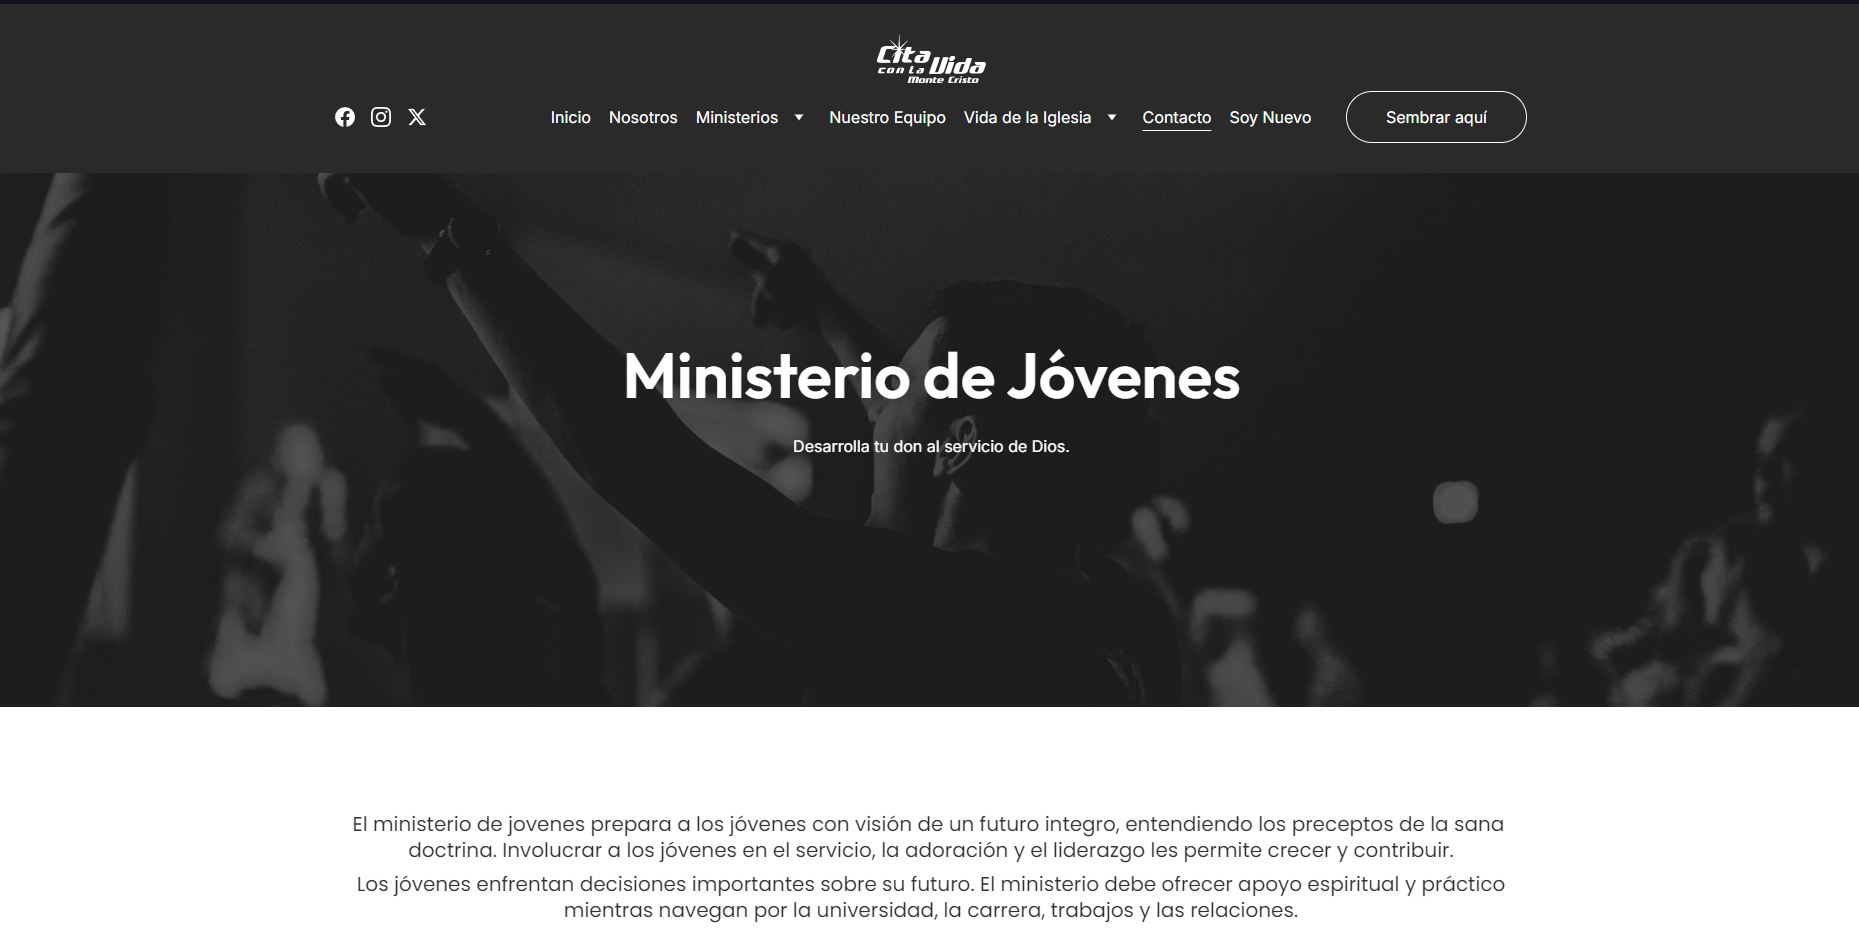 Cita
con La Vida
Monte Cristo
Inicio Nosotros Ministerios Nuestro Equipo Vida de la Iglesia Contacto Soy Nuevo Sembrar aquí
Ministerio de Jóvenes
Desarrolla tu don al servicio de Dios.
El ministerio de jovenes prepara a los jóvenes con visión de un futuro integro, entendiendo los preceptos de la sana
doctrina. Involucrar a los jóvenes en el servicio, la adoración y el liderazgo les permite crecer y contribuir.
Los jóvenes enfrentan decisiones importantes sobre su futuro. El ministerio debe ofrecer apoyo espiritual y práctico
mientras navegan por la universidad, la carrera, trabajos y las relaciones.